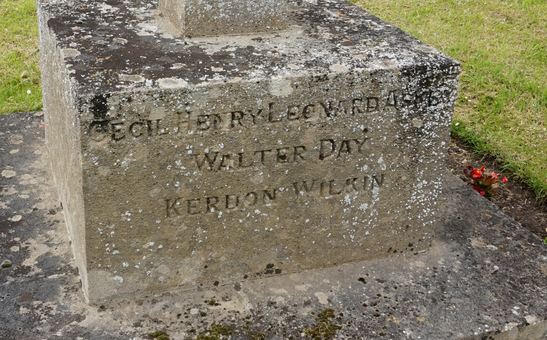 Cecil Henry Leonard
Walter Day
Kerdon Wilkin